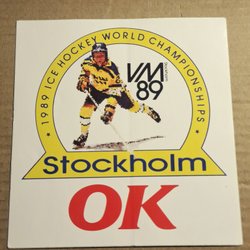 * 1989 ICE HOCKEY WORLD CHAMPIONSHIPS *
VM
89
Stockholm
OK